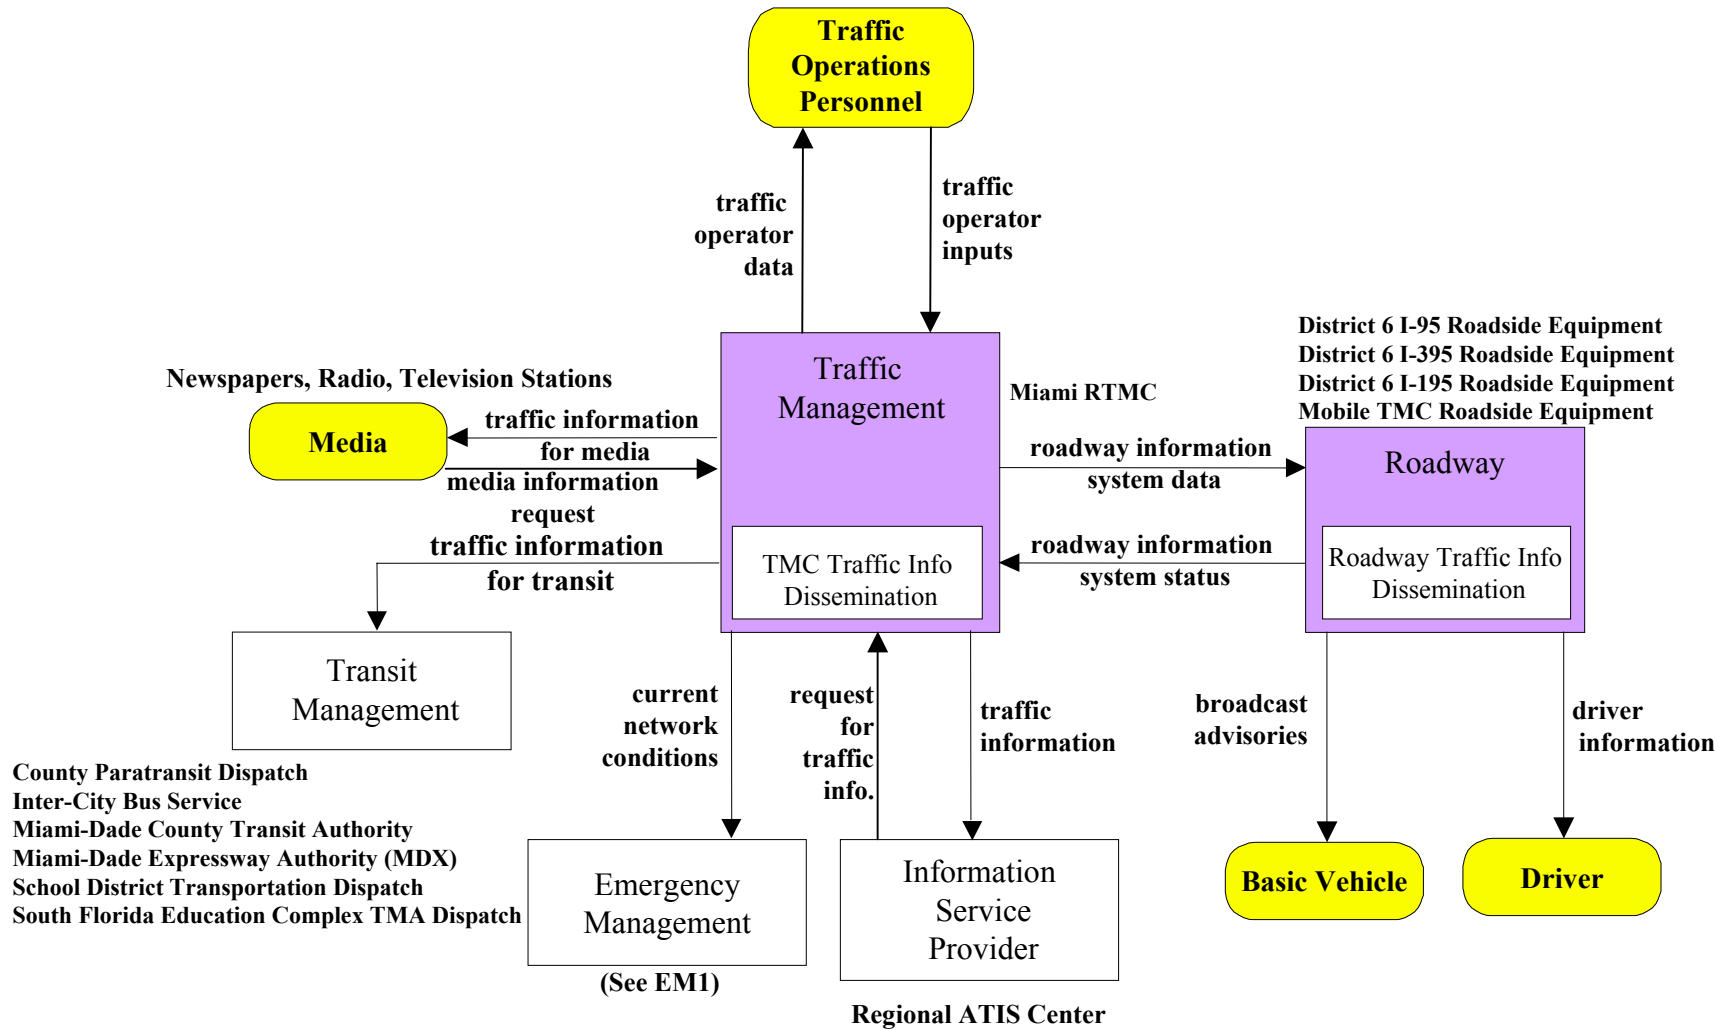 Traffic
Operations
Personnel
traffic
operator
data
traffic
operator
inputs
Newspapers, Radio, Television Stations
Media
traffic information
for media
media information
request
traffic information
for transit
Traffic
Management
Miami RTMC
TMC Traffic Info
Dissemination
District 6 I-95 Roadside Equipment
District 6 I-395 Roadside Equipment
District 6 I-195 Roadside Equipment
Mobile TMC Roadside Equipment
roadway information
system data
Roadway
roadway information
system status
Roadway Traffic Info
Dissemination
Transit
Management
County Paratransit Dispatch
Inter-City Bus Service
Miami-Dade County Transit Authority
Miami-Dade Expressway Authority (MDX)
School District Transportation Dispatch
South Florida Education Complex TMA Dispatch
current
network
conditions
request
for
traffic
info.
traffic
information
broadcast
advisories
driver
information
Emergency
Management
(See EM1)
Information
Service
Provider
Regional ATIS Center
Basic Vehicle
Driver